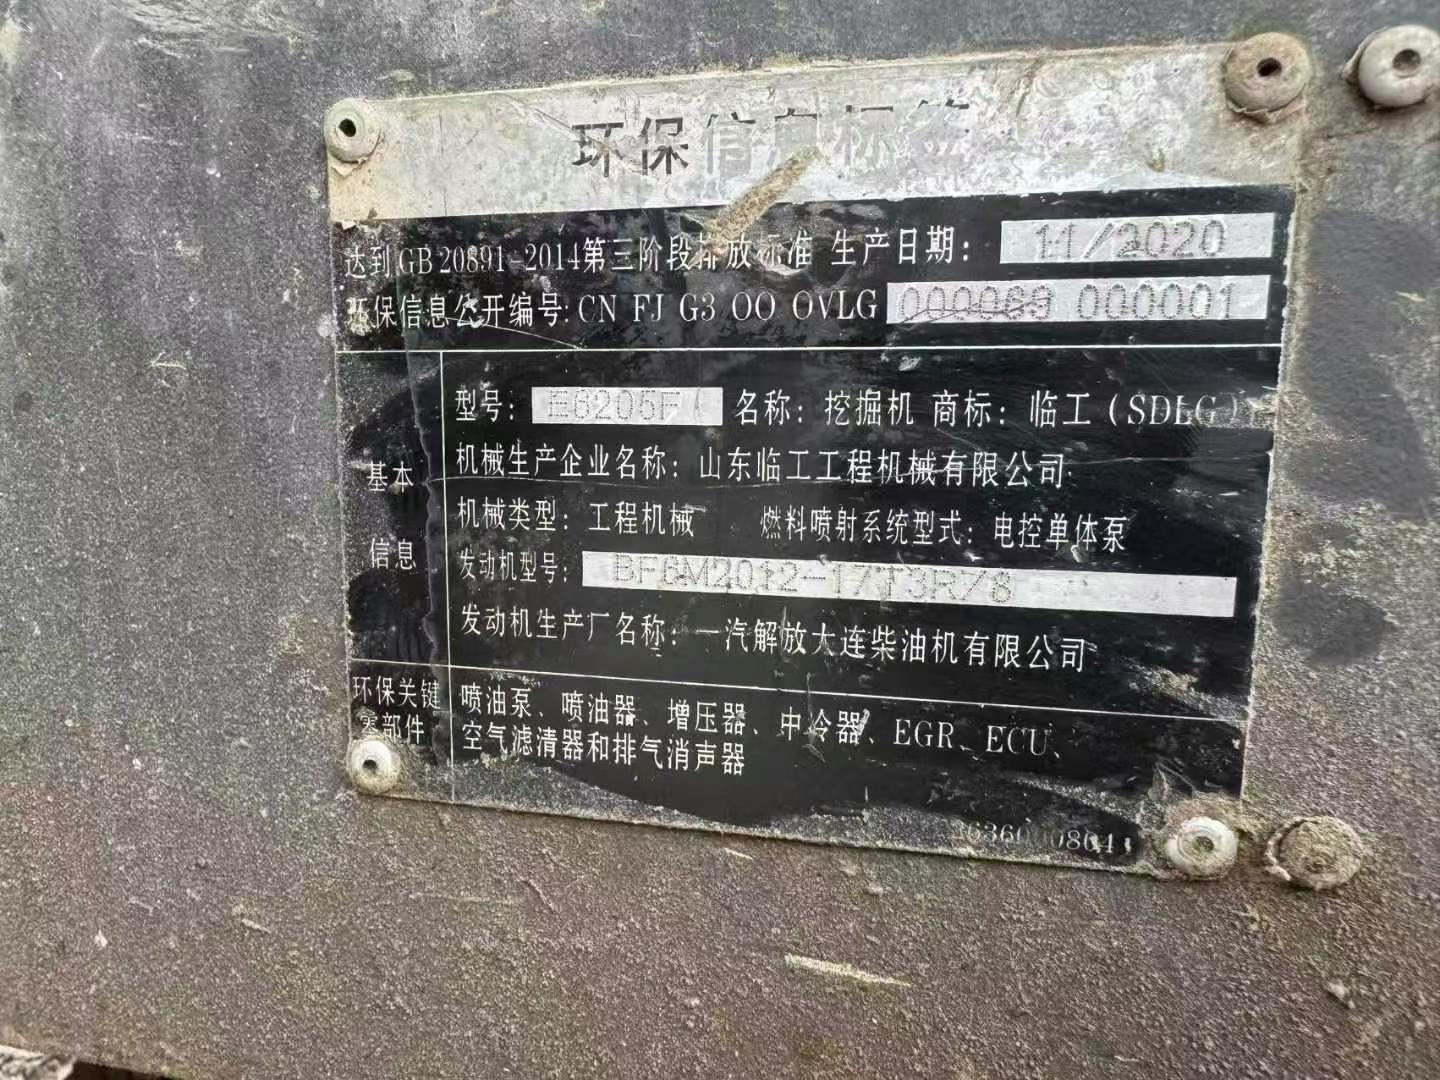 环保信息标签
达到GB 20891-2014第三阶段排放标准 生产日期: 11/2020
环保信息公开编号: CN FJ G3 OO OVLG 000089 000001
型号: E6205F 名称: 挖掘机 商标: 临工 (SDLG)
机械生产企业名称: 山东临工工程机械有限公司
基本信息
机械类型: 工程机械 燃料喷射系统型式: 电控单体泵
发动机型号: BF6M2012-17T3R/8
发动机生产厂名称: 一汽解放大连柴油机有限公司
环保关键零部件
喷油泵、喷油器、增压器、中冷器、EGR、ECU、
空气滤清器和排气消声器